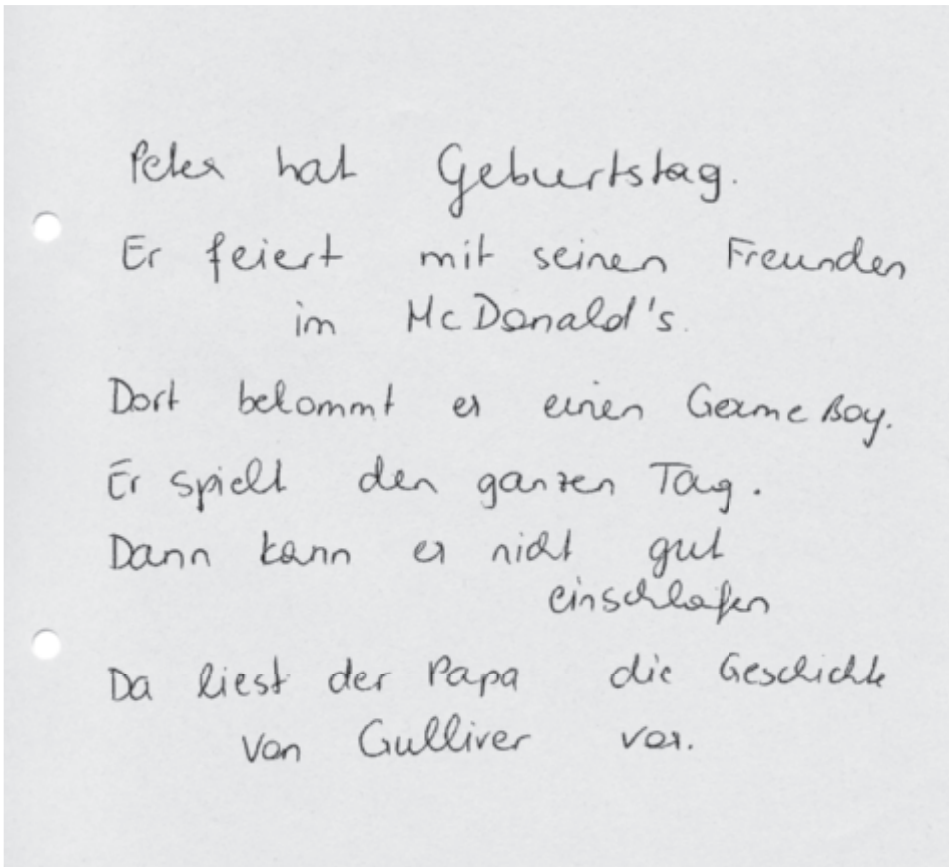 Peter hat Geburtstag.
Er feiert mit seinen Freunden
im McDonald's.
Dort bekommt er einen Game Boy.
Er spielt den ganzen Tag.
Dann kann er nicht gut
einschlafen
Da liest der Papa die Geschichte
von Gulliver vor.